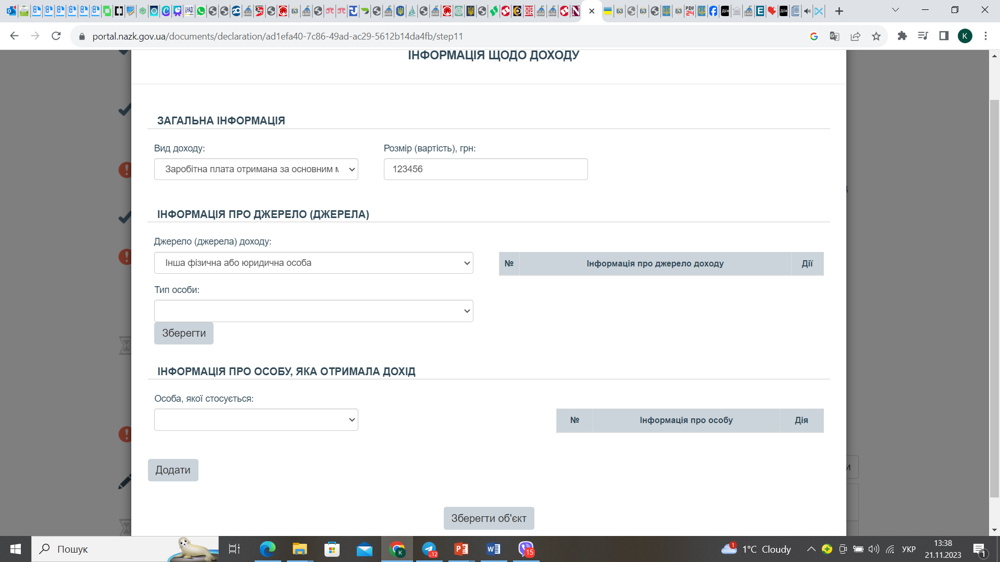 portal.nazk.gov.ua/documents/declaration/ad1efa40-7c86-49ad-ac29-5612b14da4fb/step11
K
ІНФОРМАЦІЯ ЩОДО ДОХОДУ
ЗАГАЛЬНА ІНФОРМАЦІЯ
Вид доходу:
Розмір (вартість), грн:
Заробітна плата отримана за основним м
123456
ІНФОРМАЦІЯ ПРО ДЖЕРЕЛО (ДЖЕРЕЛА)
Джерело (джерела) доходу:
Інша фізична або юридична особа
№ Інформація про джерело доходу Дії
Тип особи:
Зберегти
ІНФОРМАЦІЯ ПРО ОСОБУ, ЯКА ОТРИМАЛА ДОХІД
Особа, якої стосується:
№ Інформація про особу Дія
Додати
Зберегти об'єкт
Пошук
1°C Cloudy
УКР
13:38
21.11.2023